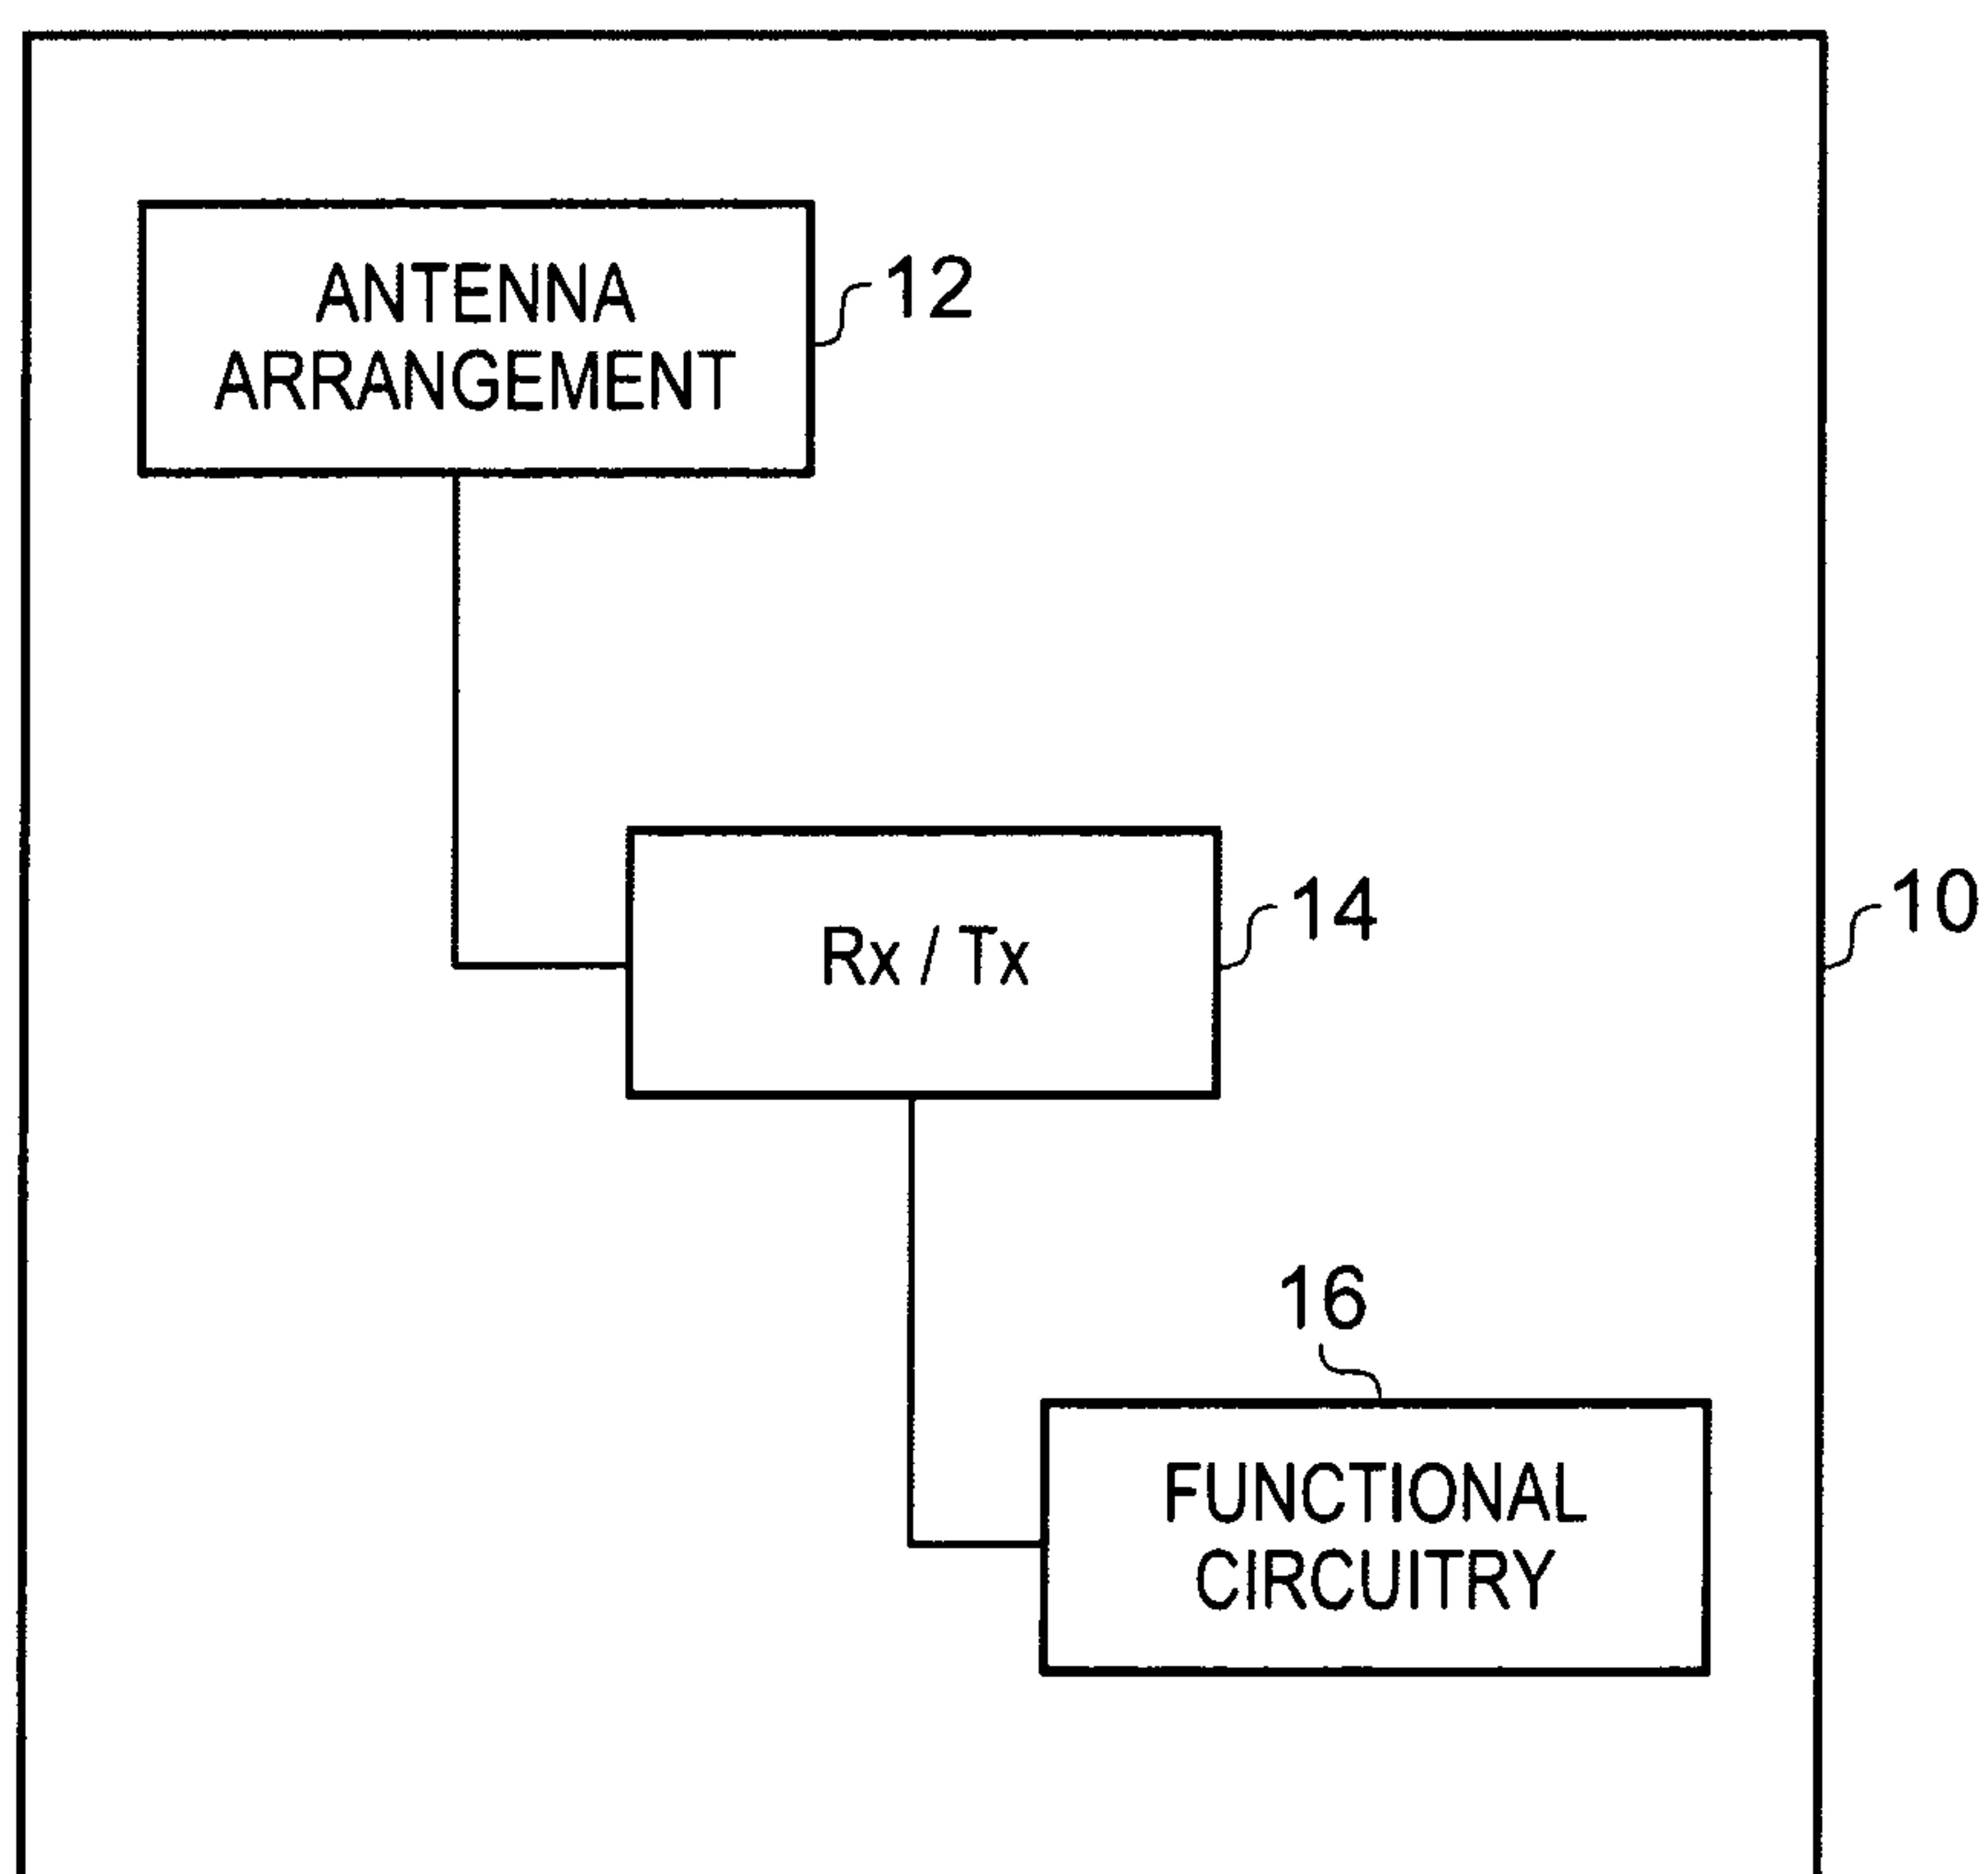 ANTENNA
ARRANGEMENT
12
Rx / Tx
14
10
16
FUNCTIONAL
CIRCUITRY